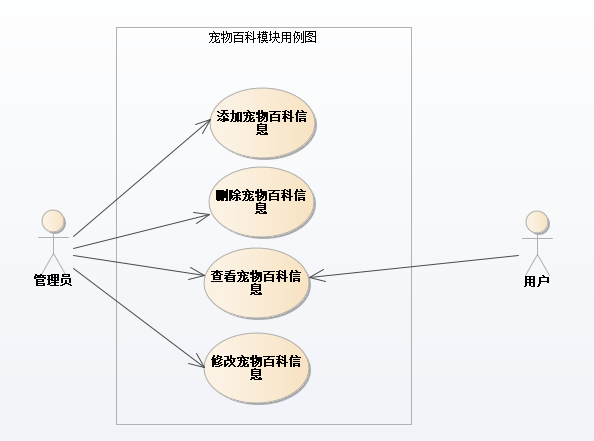 宠物百科模块用例图
添加宠物百科信
息
删除宠物百科信
息
管理员
查看宠物百科信
息
用户
修改宠物百科信
息